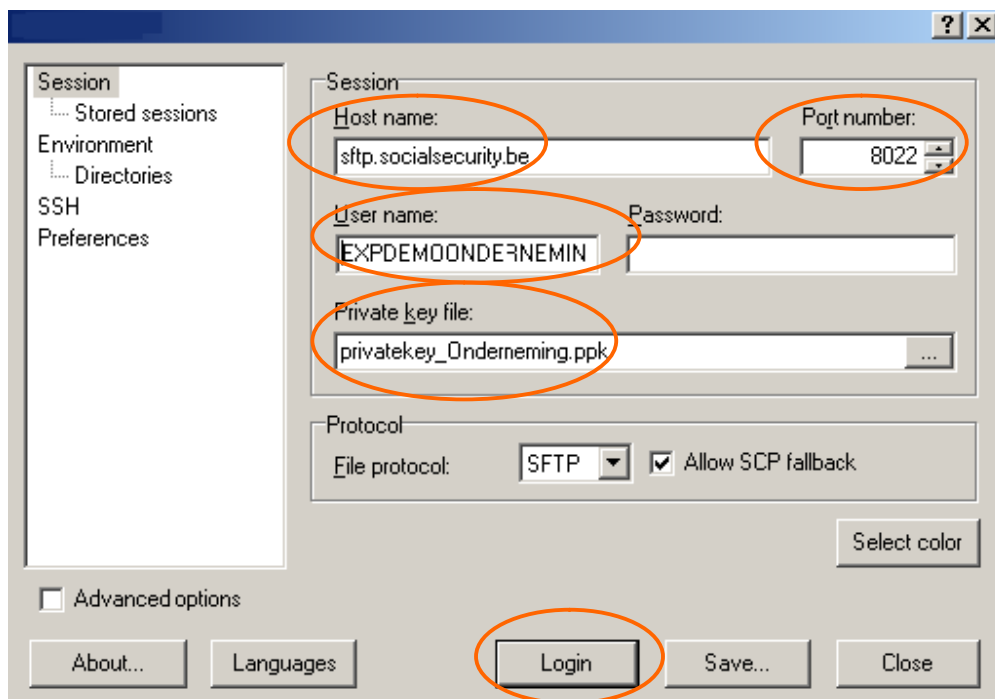 Session
Stored sessions
Environment
Directories
SSH
Preferences
Session
Host name:
Port number:
sftp.socialsecurity.be
8022
User name:
Password:
EXPDEMOONDERNEMIN
Private key file:
privatekey_Onderneming.ppk
...
Protocol
File protocol:
SFTP
Allow SCP fallback
Select color
Advanced options
About...
Languages
Login
Save...
Close